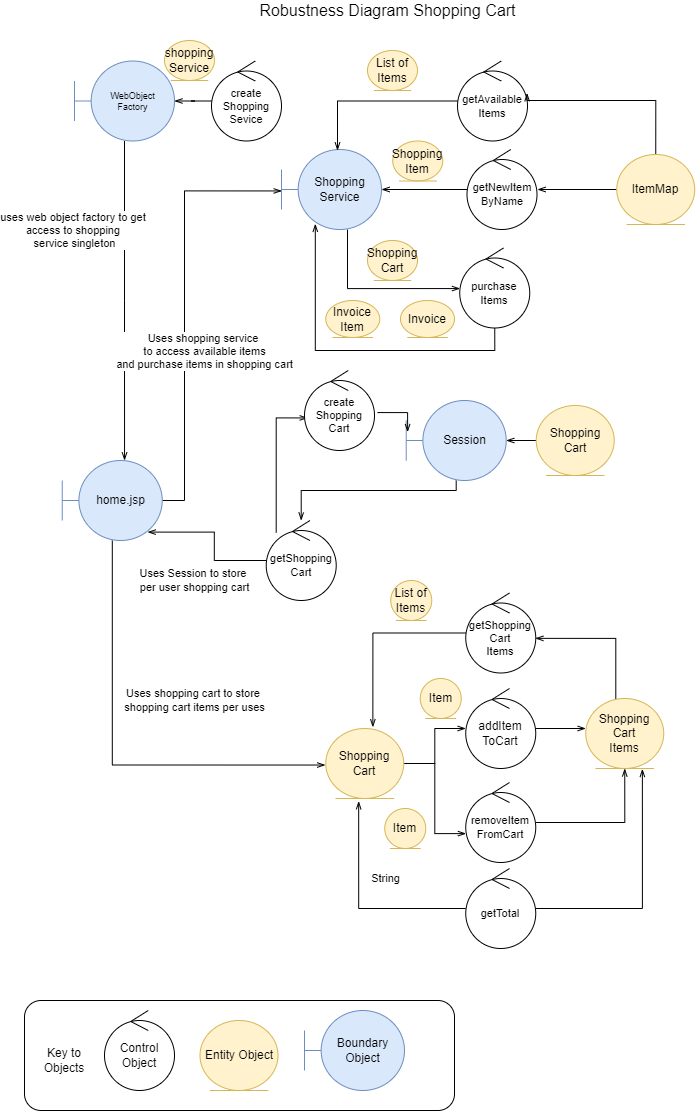 Robustness Diagram Shopping Cart
shopping
Service
WebObject
Factory
create
Shopping
Sevice
List of
Items
getAvailable
Items
Shopping
Service
Shopping
Item
getNewItem
ByName
ItemMap
uses web object factory to get
access to shopping
service singleton
Shopping
Cart
purchase
Items
Invoice
Item
Invoice
Uses shopping service
to access available items
and purchase items in shopping cart
create
Shopping
Cart
Session
Shopping
Cart
home.jsp
getShopping
Cart
Uses Session to store
per user shopping cart
List of
Items
getShopping
Cart
Items
Uses shopping cart to store
shopping cart items per uses
Item
addItem
ToCart
Shopping
Cart
Items
Shopping
Cart
Item
removeItem
FromCart
String
getTotal
Key to
Objects
Control
Object
Entity Object
Boundary
Object